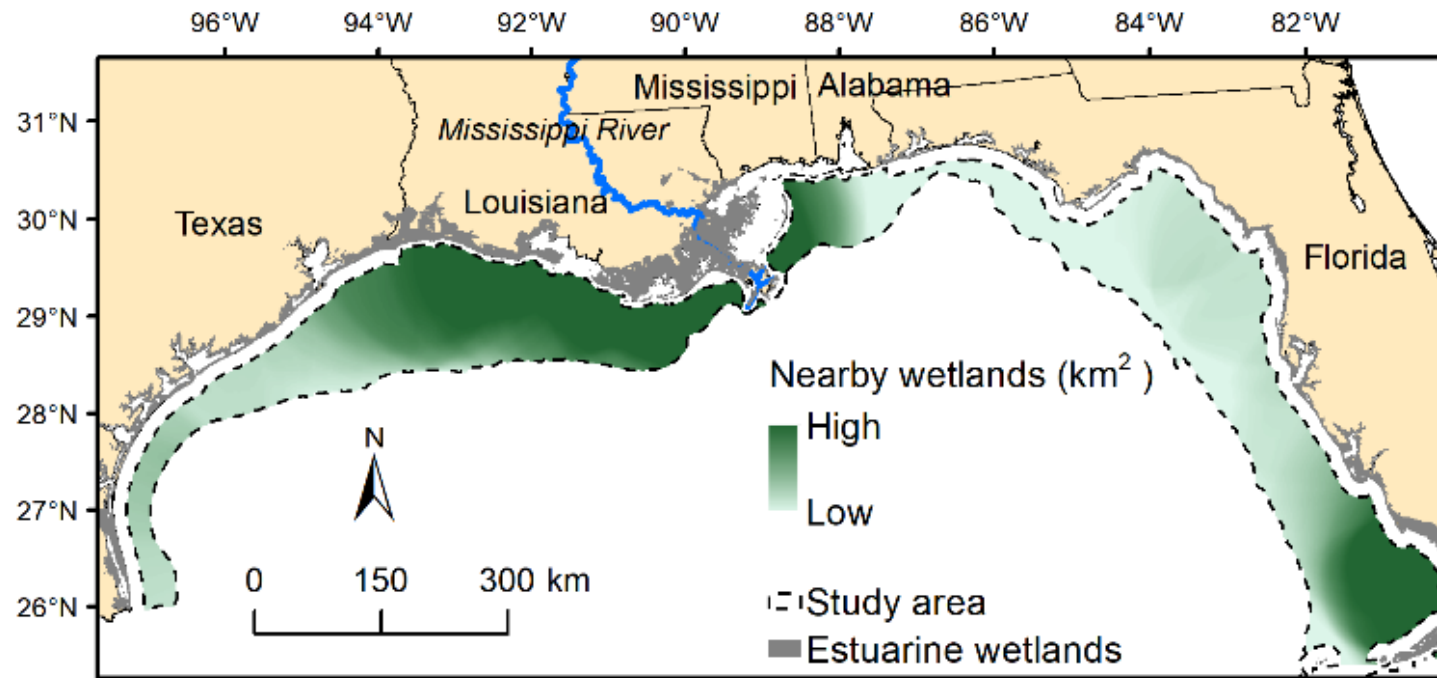 96°W 94°W 92°W 90°W 88°W 86°W 84°W 82°W
Mississippi Alabama
31°N
Mississippi River
30°N
Texas
Louisiana
Florida
29°N
Nearby wetlands (km²)
28°N
High
N
27°N
Low
0 150 300 km
26°N
Study area
Estuarine wetlands